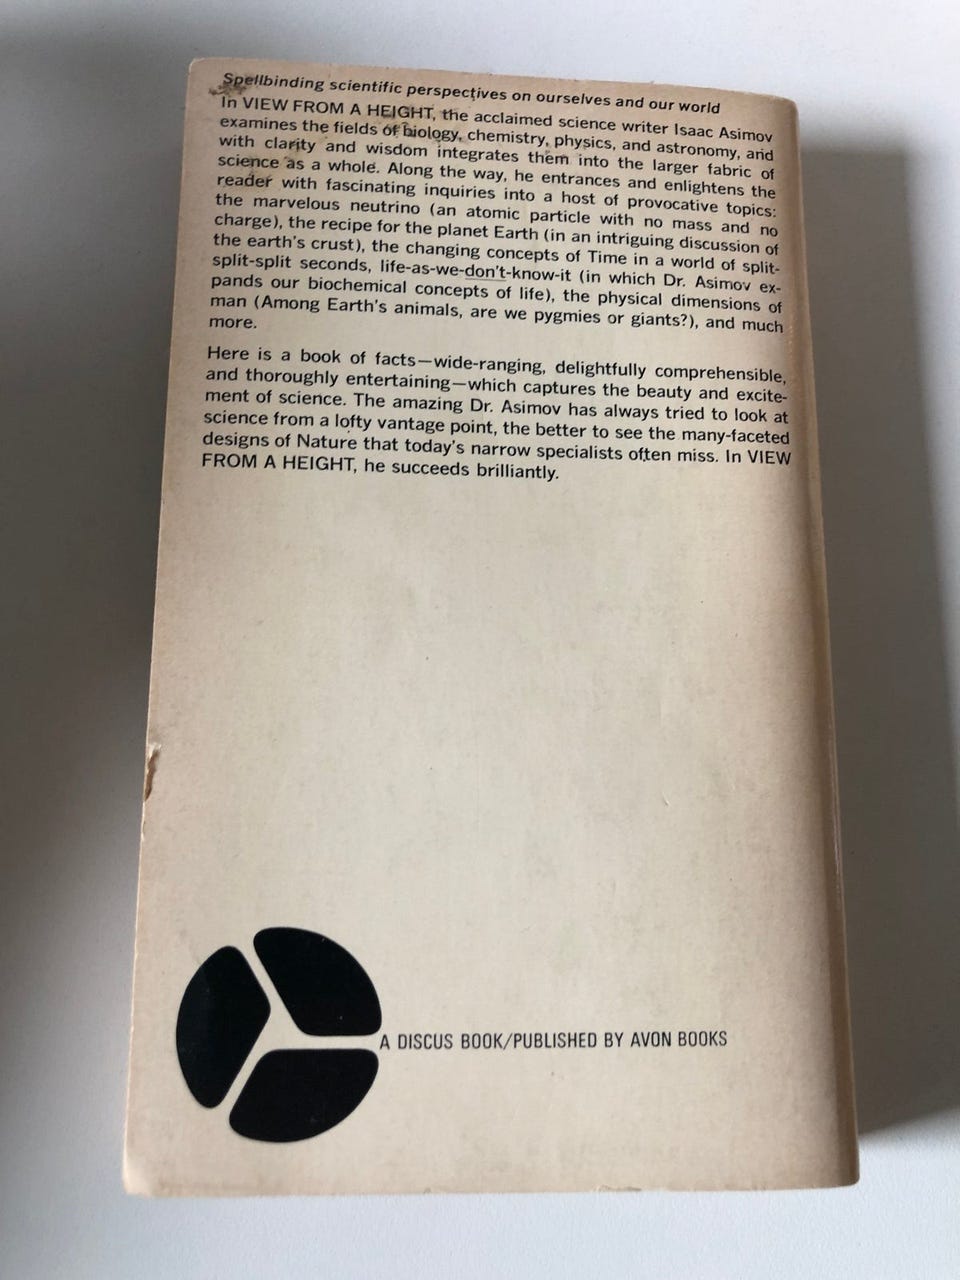 Spellbinding scientific perspectives on ourselves and our world
In VIEW FROM A HEIGHT, the acclaimed science writer Isaac Asimov
examines the fields of biology, chemistry, physics, and astronomy, and
with clarity and wisdom integrates them into the larger fabric of
science as a whole. Along the way, he entrances and enlightens the
reader with fascinating inquiries into a host of provocative topics:
the marvelous neutrino (an atomic particle with no mass and no
charge), the recipe for the planet Earth (in an intriguing discussion of
the earth's crust), the changing concepts of Time in a world of split-
split-split seconds, life-as-we-don't-know-it (in which Dr. Asimov ex-
pands our biochemical concepts of life), the physical dimensions of
man (Among Earth's animals, are we pygmies or giants?), and much
more.
Here is a book of facts—wide-ranging, delightfully comprehensible,
and thoroughly entertaining—which captures the beauty and excite-
ment of science. The amazing Dr. Asimov has always tried to look at
science from a lofty vantage point, the better to see the many-faceted
designs of Nature that today's narrow specialists often miss. In VIEW
FROM A HEIGHT, he succeeds brilliantly.
A DISCUS BOOK/PUBLISHED BY AVON BOOKS